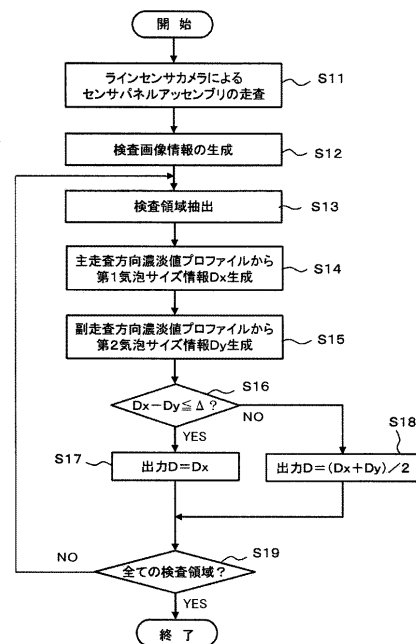 開 始
ラインセンサカメラによる
センサパネルアッセンブリの走査
S11
検査画像情報の生成
S12
検査領域抽出
S13
主走査方向濃淡値プロファイルから
第1気泡サイズ情報Dx生成
S14
副走査方向濃淡値プロファイルから
第2気泡サイズ情報Dy生成
S15
Dx−Dy≦Δ？
S16
NO
YES
S17
出力D=Dx
S18
出力D=(Dx+Dy)／2
全ての検査領域？
S19
NO
YES
終 了